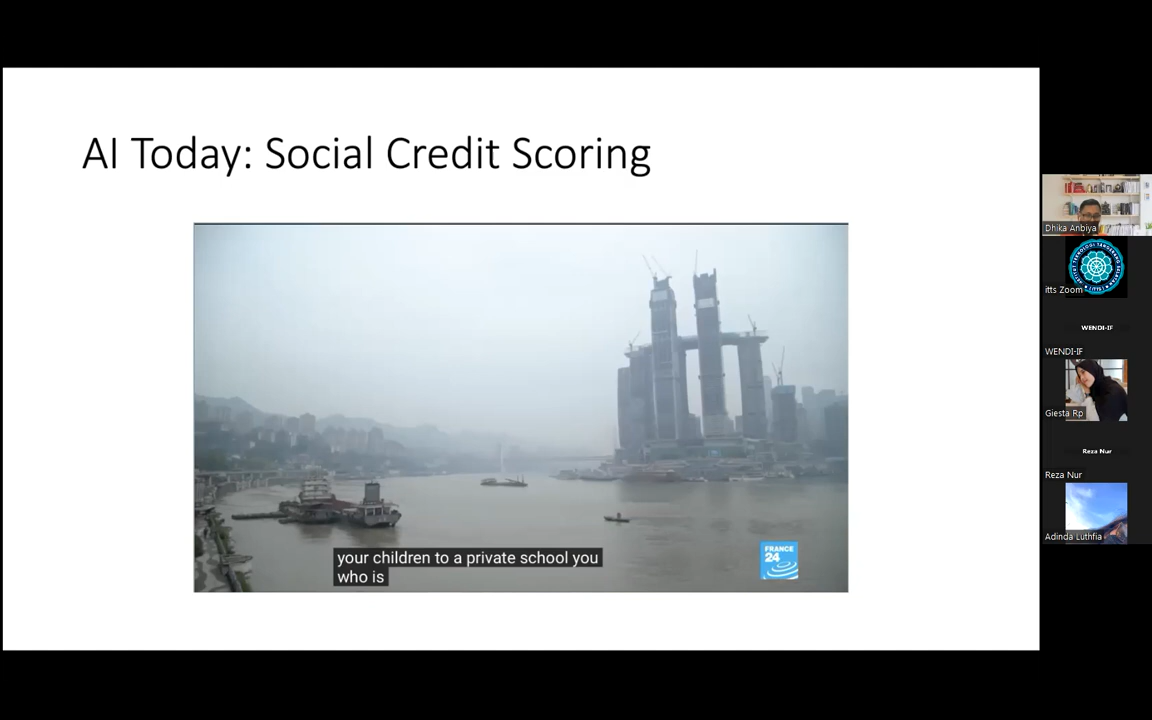 AI Today: Social Credit Scoring
your children to a private school you
who is
FRANCE
24
Dhika Anbiya
itts Zoom
WENDI-IF
WENDI-IF
Giesta Rp
Reza Nur
Reza Nur
Adinda Luthfia